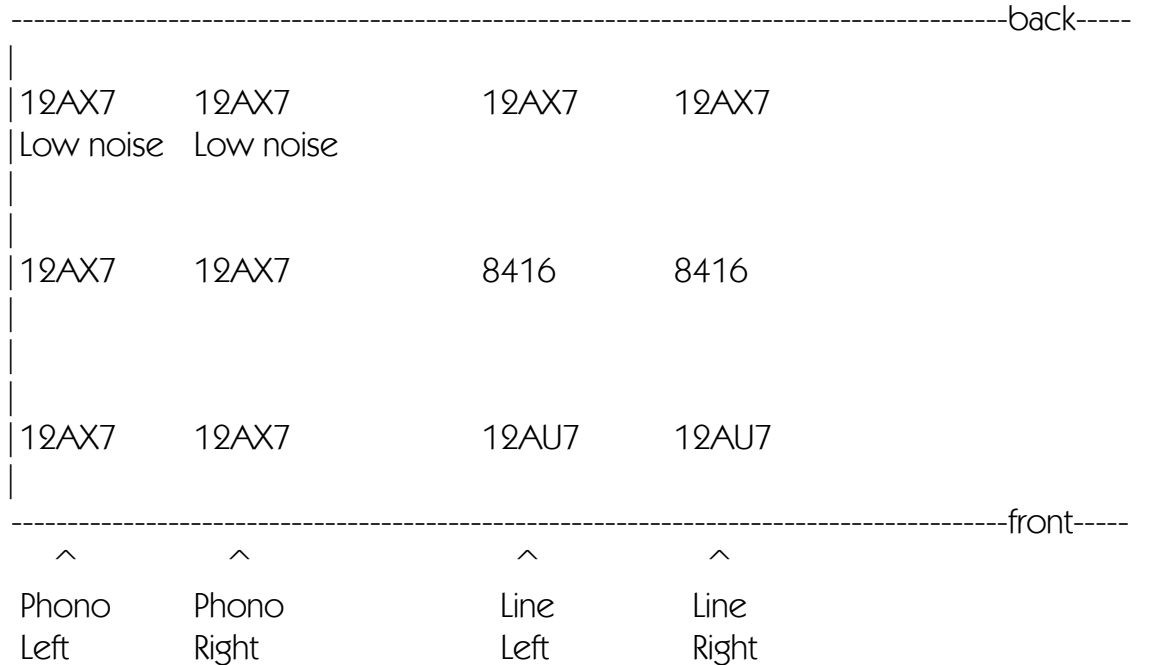 -----------------------------------------------------------------------------------------back-----
|
|12AX7 12AX7 12AX7 12AX7
|Low noise Low noise
|
|
|12AX7 12AX7 8416 8416
|
|
|
|12AX7 12AX7 12AU7 12AU7
|
-----------------------------------------------------------------------------------------front-----
^ ^ ^ ^
Phono Phono Line Line
Left Right Left Right